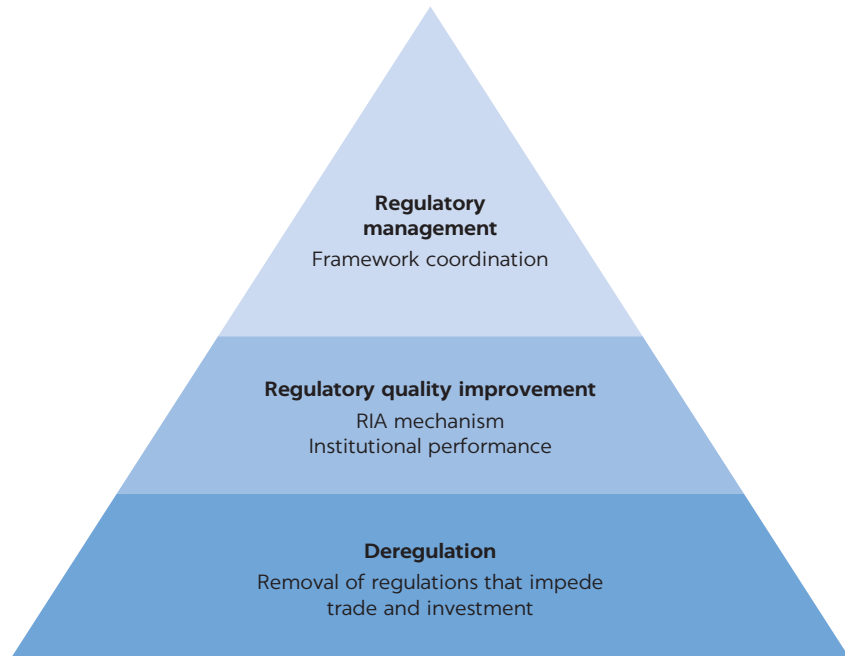 Regulatory
management
Framework coordination
Regulatory quality improvement
RIA mechanism
Institutional performance
Deregulation
Removal of regulations that impede
trade and investment